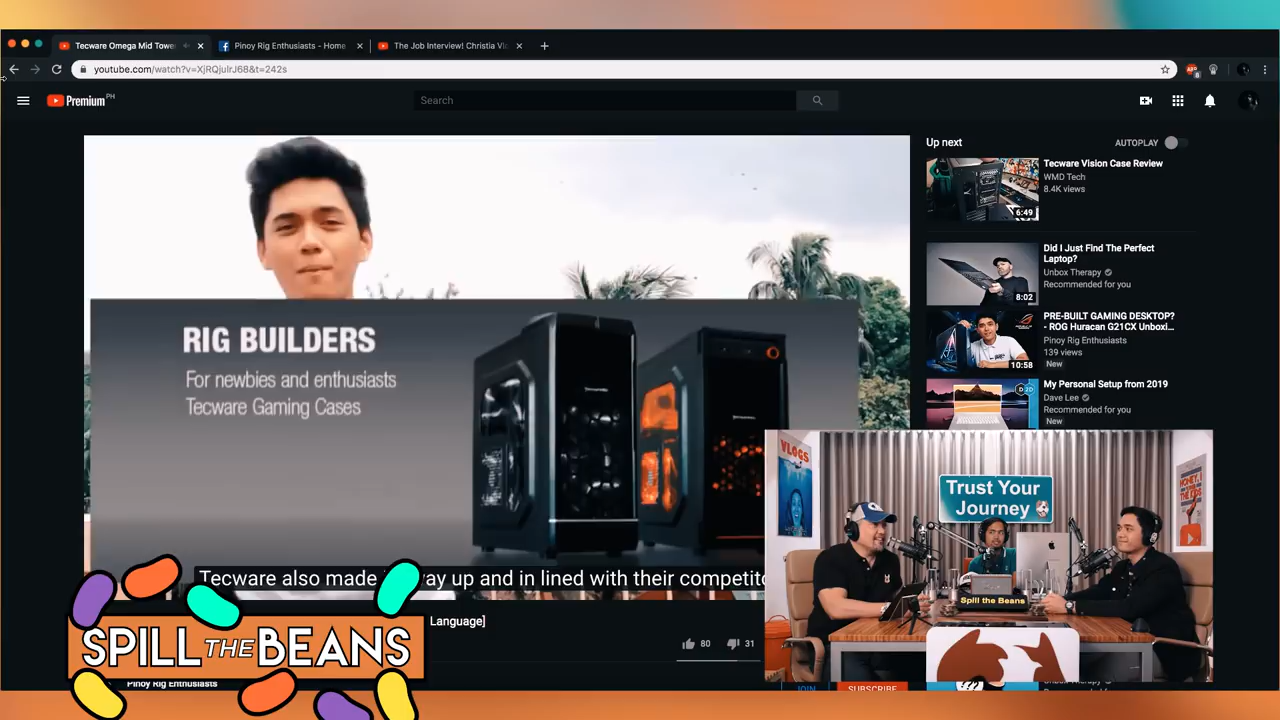 Tecware Omega Mid Towe
Pinoy Rig Enthusiasts - Home
The Job Interview! Christia Vl
youtube.com/watch?v=XjRQjulrJ68&t=242s
Premium PH
Search
Up next
AUTOPLAY
Tecware Vision Case Review
WMD Tech
8.4K views
6:49
Did I Just Find The Perfect
Laptop?
Unbox Therapy
Recommended for you
8:02
PRE-BUILT GAMING DESKTOP?
- ROG Huracan G21CX Unboxi...
Pinoy Rig Enthusiasts
139 views
New
10:58
My Personal Setup from 2019
Dave Lee
Recommended for you
New
RIG BUILDERS
For newbies and enthusiasts
Tecware Gaming Cases
Tecware also made
way up and in lined with their competito
Language]
80
31
Pinoy Rig Enthusiasts
JOIN
SUBSCRIBE
SPILL THE BEANS
VLOGS
Trust Your
Journey
Spill the Beans